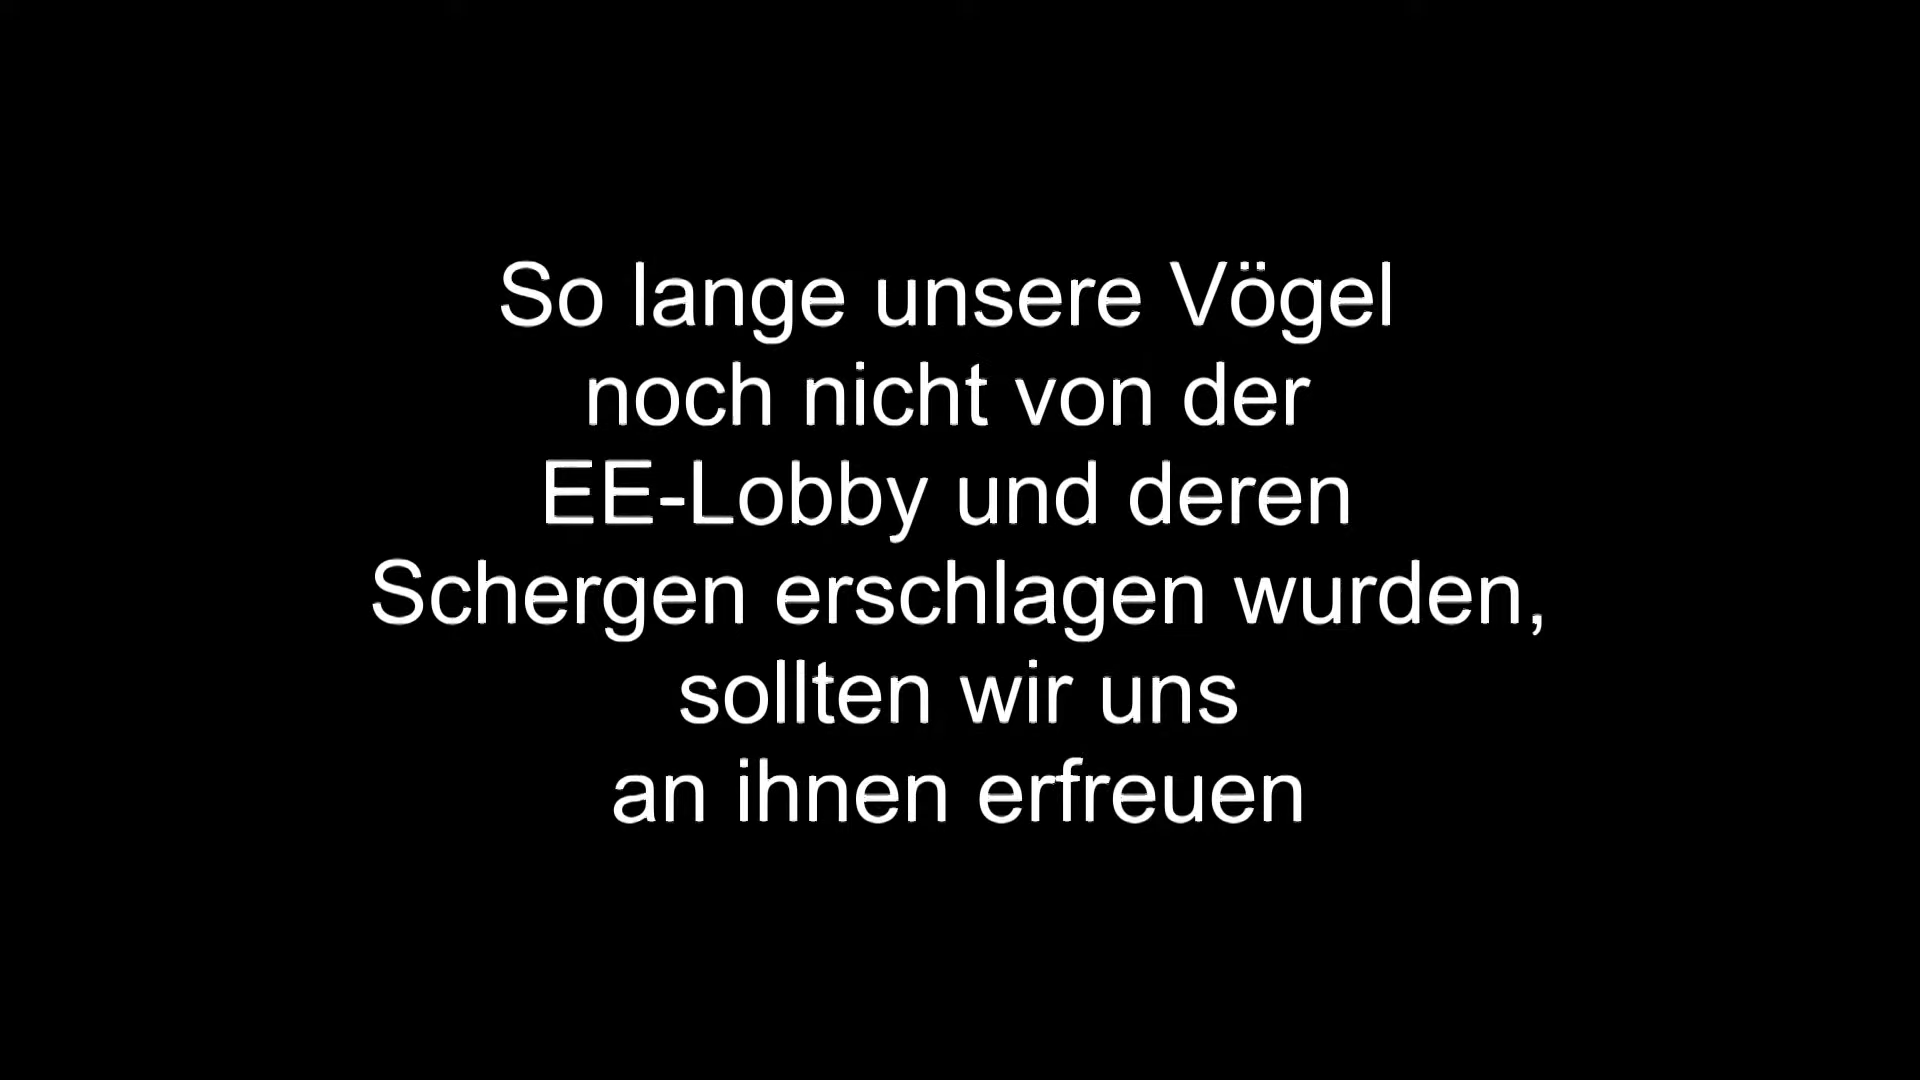 So lange unsere Vögel
noch nicht von der
EE-Lobby und deren
Schergen erschlagen wurden,
sollten wir uns
an ihnen erfreuen